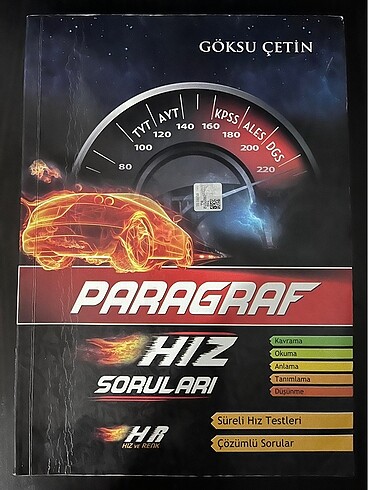 GÖKSU ÇETİN
TYT AYT KPSS ALES DGS
80 100 120 140 160 180 200 220
PARAGRAF
HIZ
SORULARI
Kavrama
Okuma
Anlama
Tanımlama
Düşünme
Süreli Hız Testleri
Çözümlü Sorular
HR
HIZ VE RENK